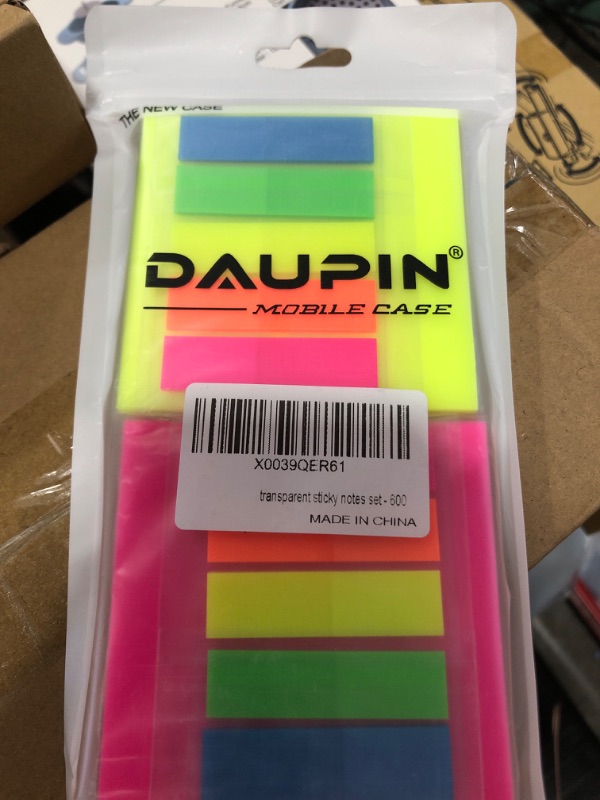 THE NEW CASE
DAUPIN®
MOBILE CASE
X0039QER61
transparent sticky notes set - 600
MADE IN CHINA